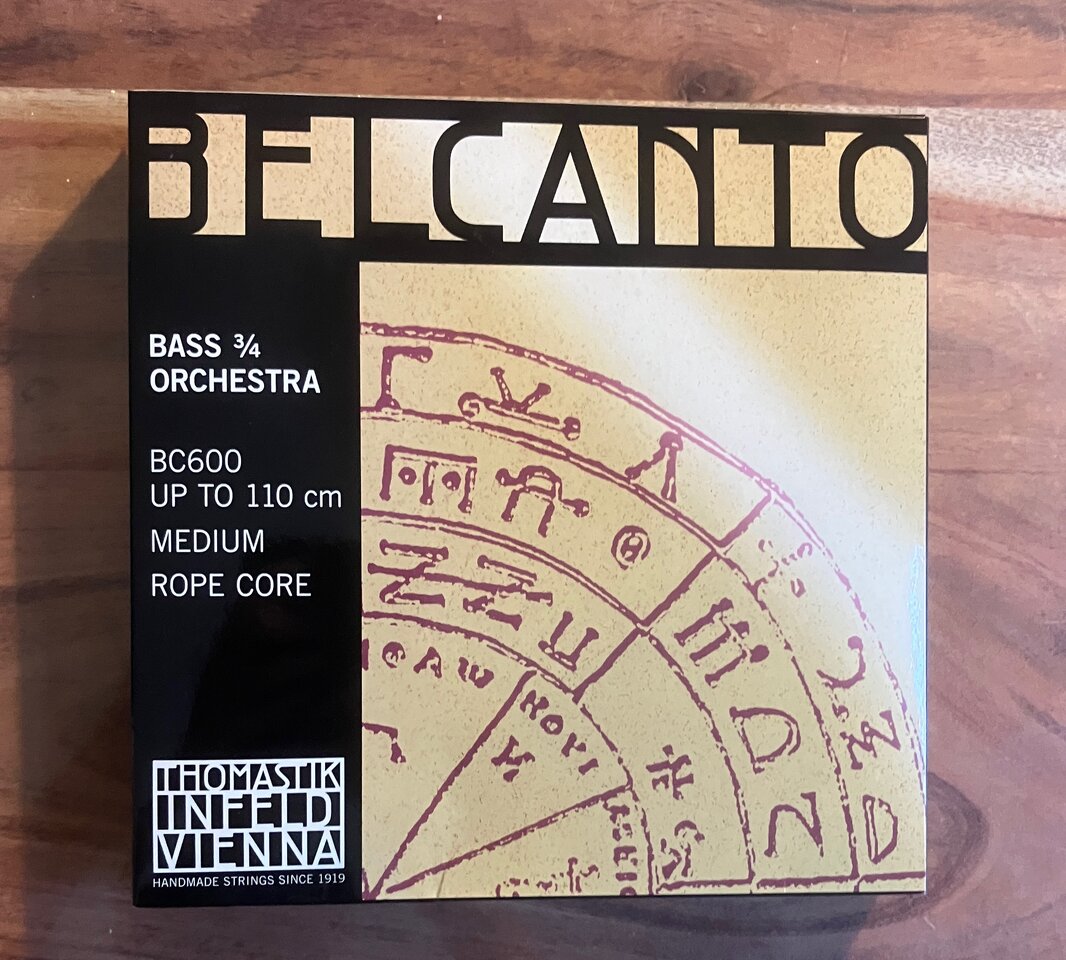 BELCANTO
BASS ¾
ORCHESTRA
BC600
UP TO 110 cm
MEDIUM
ROPE CORE
THOMASTIK
INFELD
VIENNA
HANDMADE STRINGS SINCE 1919